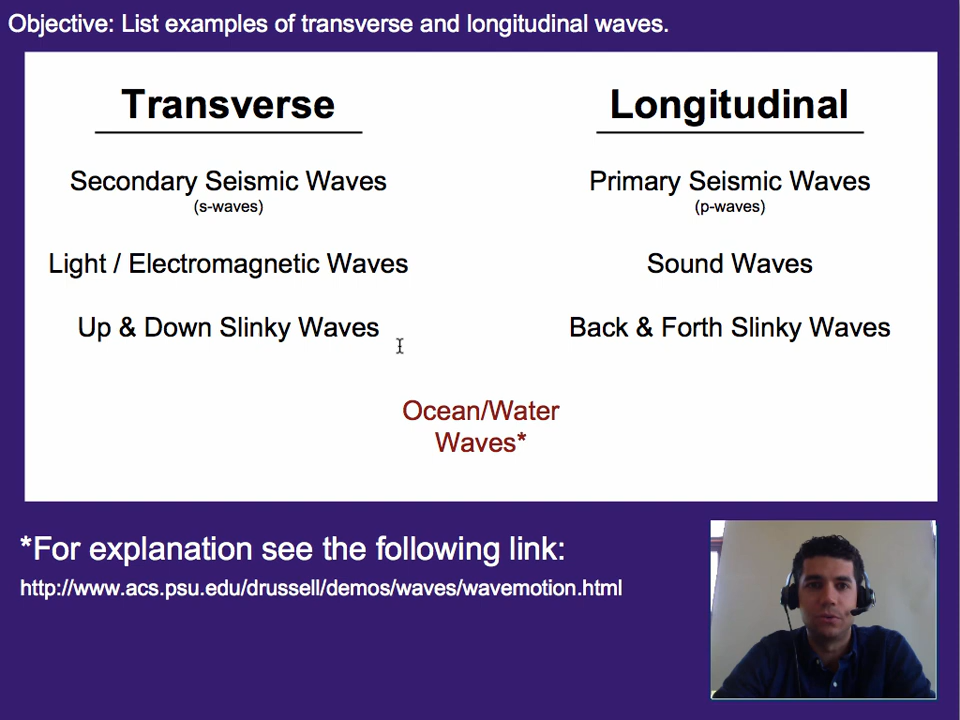 Objective: List examples of transverse and longitudinal waves.
Transverse
Longitudinal
Secondary Seismic Waves
(s-waves)
Primary Seismic Waves
(p-waves)
Light / Electromagnetic Waves
Sound Waves
Up & Down Slinky Waves
Back & Forth Slinky Waves
Ocean/Water
Waves*
*For explanation see the following link:
http://www.acs.psu.edu/drussell/demos/waves/wavemotion.html